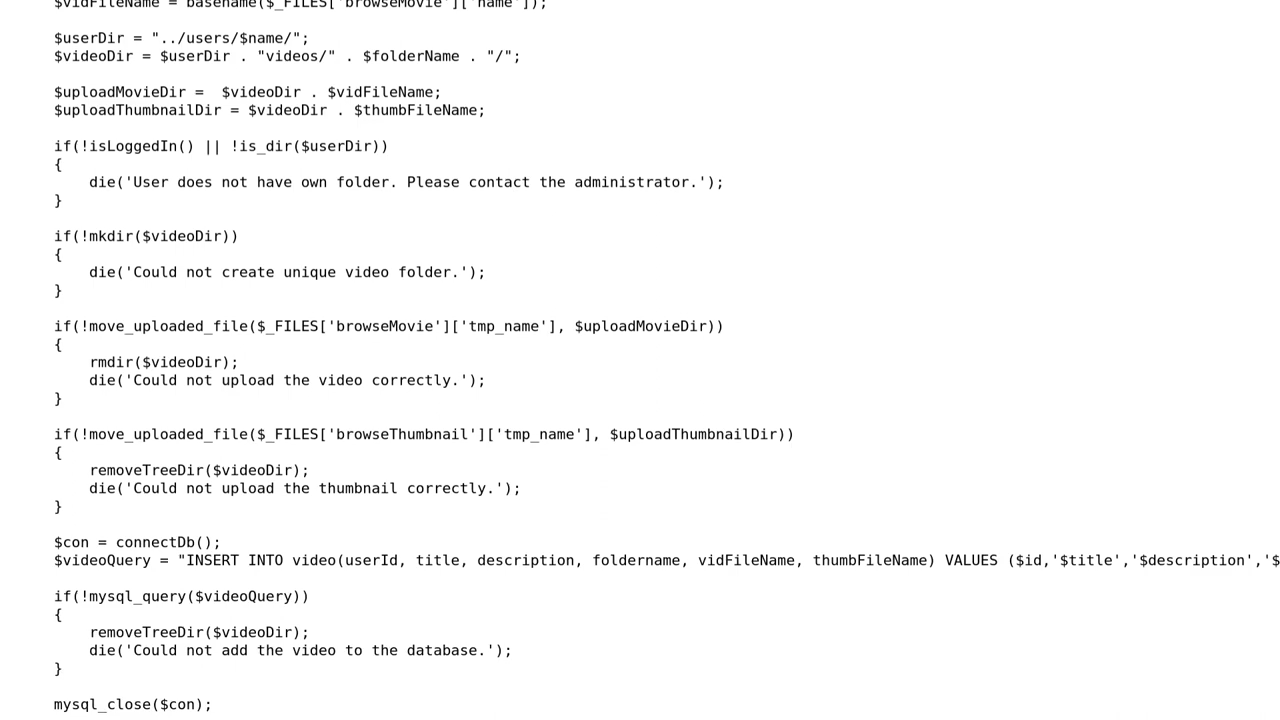 $vidFileName = basename($_FILES['browseMovie']['name']);
$userDir = "../users/$name/";
$videoDir = $userDir . "videos/" . $folderName . "/";
$uploadMovieDir =  $videoDir . $vidFileName;
$uploadThumbnailDir = $videoDir . $thumbFileName;
if(!isLoggedIn() || !is_dir($userDir))
{
die('User does not have own folder. Please contact the administrator.');
}
if(!mkdir($videoDir))
{
die('Could not create unique video folder.');
}
if(!move_uploaded_file($_FILES['browseMovie']['tmp_name'], $uploadMovieDir))
{
rmdir($videoDir);
die('Could not upload the video correctly.');
}
if(!move_uploaded_file($_FILES['browseThumbnail']['tmp_name'], $uploadThumbnailDir))
{
removeTreeDir($videoDir);
die('Could not upload the thumbnail correctly.');
}
$con = connectDb();
$videoQuery = "INSERT INTO video(userId, title, description, foldername, vidFileName, thumbFileName) VALUES ($id,'$title','$description','$
if(!mysql_query($videoQuery))
{
removeTreeDir($videoDir);
die('Could not add the video to the database.');
}
mysql_close($con);